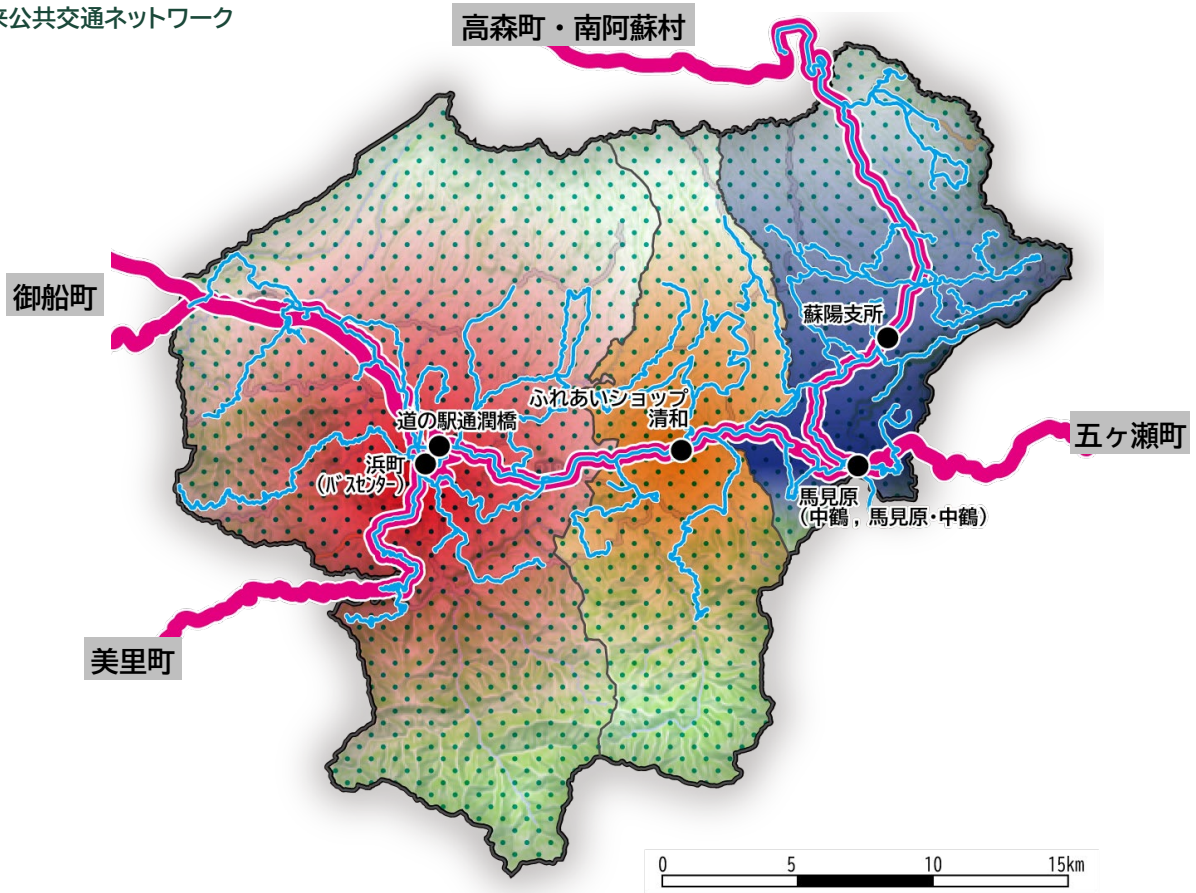 来公共交通ネットワーク
高森町・南阿蘇村
御船町
蘇陽支所
ふれあいショップ
清和
道の駅通潤橋
浜町
(バスセンター)
五ヶ瀬町
馬見原
(中鶴，馬見原・中鶴)
美里町
0 5 10 15km